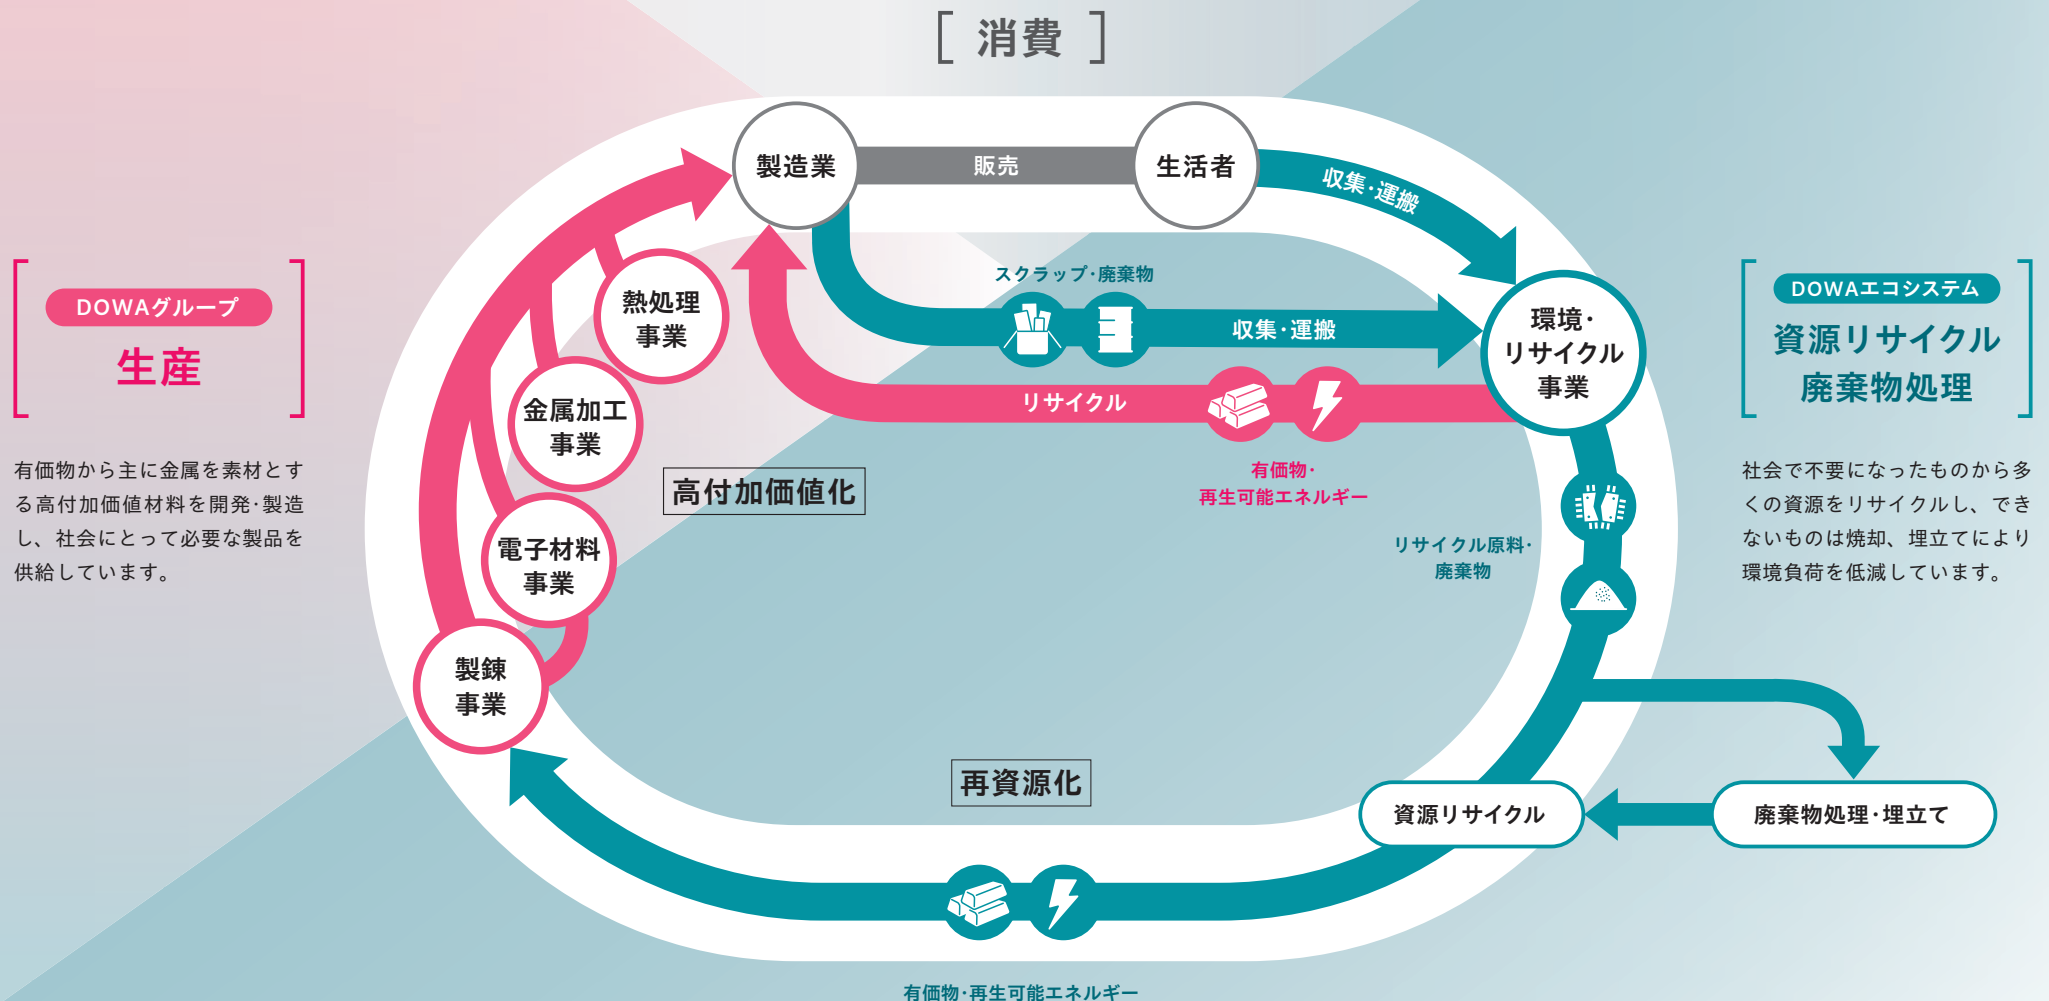 [ 消費 ]
製造業
販売
生活者
収集・運搬
DOWAグループ
生産
有価物から主に金属を素材とす
る高付加価値材料を開発・製造
し、社会にとって必要な製品を
供給しています。
熱処理
事業
金属加工
事業
電子材料
事業
製錬
事業
高付加価値化
スクラップ・廃棄物
収集・運搬
リサイクル
有価物・
再生可能エネルギー
環境・
リサイクル
事業
リサイクル原料・
廃棄物
DOWAエコシステム
資源リサイクル
廃棄物処理
社会で不要になったものから多
くの資源をリサイクルし、でき
ないものは焼却、埋立てにより
環境負荷を低減しています。
再資源化
資源リサイクル
廃棄物処理・埋立て
有価物・再生可能エネルギー